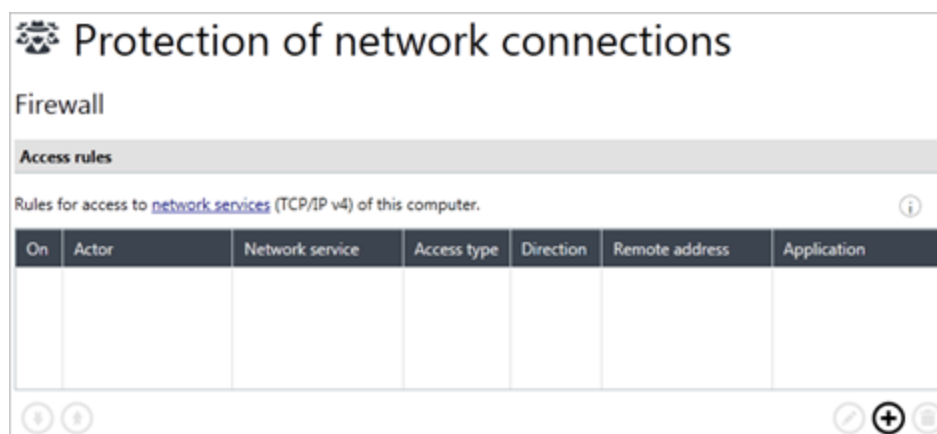 Protection of network connections
Firewall
Access rules
Rules for access to network services (TCP/IP v4) of this computer.
On Actor Network service Access type Direction Remote address Application